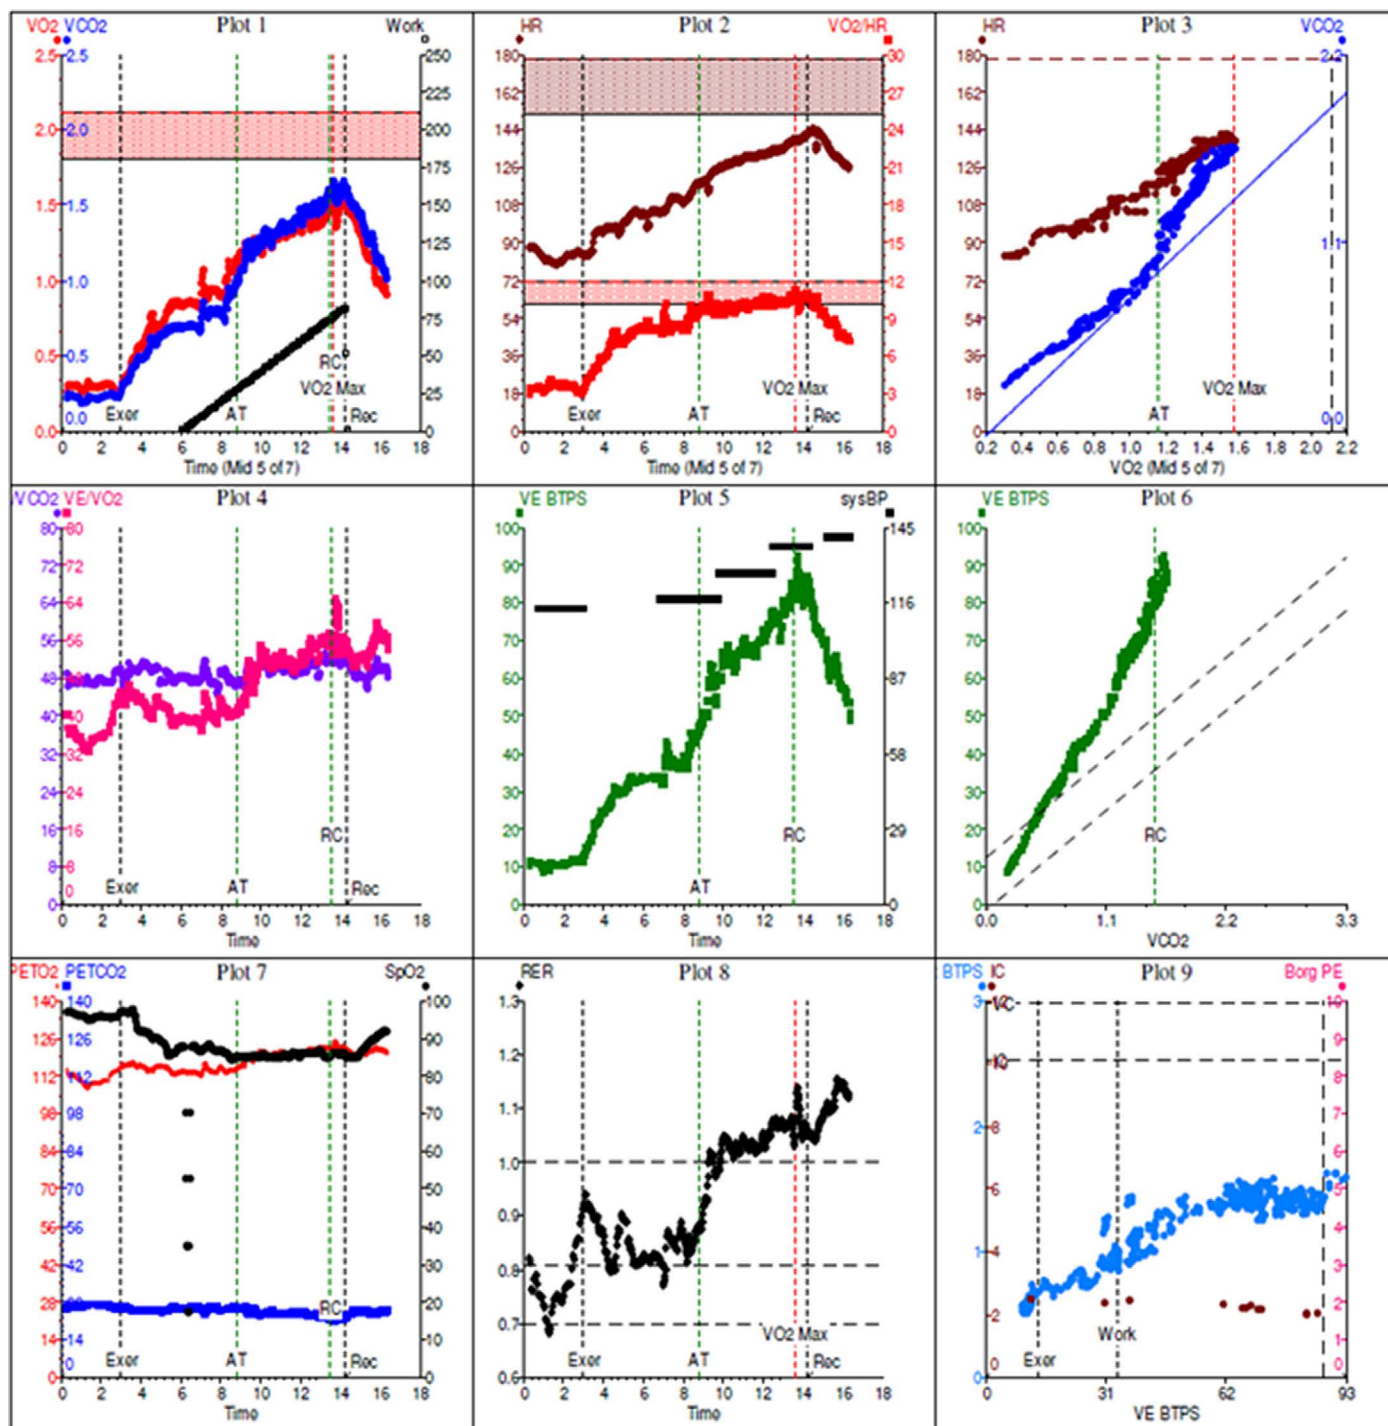 VO2 VCO2 Plot 1 Work
2.5 2.5 250
225
2.0 2.0 200
175
1.5 1.5 150
125
1.0 1.0 100
75
RC
0.5 0.5 50
VO2 Max
25
Exer AT Rec
0.0 0.0 0
0 2 4 6 8 10 12 14 16 18
Time (Mid 5 of 7)
HR Plot 2 VO2/HR
180 30
162 27
144 24
126 21
108 18
90 15
72 12
54 9
36 6
VO2 Max
18 3
Exer AT Rec
0 0
0 2 4 6 8 10 12 14 16 18
Time (Mid 5 of 7)
HR Plot 3 VCO2
180 2.2
162
144
126
108
90 1.1
72
54
36
VO2 Max
18
AT 0.0
0
0.2 0.4 0.6 0.8 1.0 1.2 1.4 1.6 1.8 2.0 2.2
VO2 (Mid 5 of 7)
/VCO2 VE/VO2 Plot 4
80 80
72 72
64 64
56 56
48
40 40
32 32
24 24
16 16
RC
8 8
0
Exer AT Rec
0
0 2 4 6 8 10 12 14 16 18
Time
VE BTPS Plot 5 sysBP
100 145
90
80 116
70
60 87
50
40 58
30
20 29
RC
10
AT
0 0
0 2 4 6 8 10 12 14 16 18
Time
VE BTPS Plot 6
100
90
80
70
60
50
40
30
20
RC
10
0
0.0 1.1 2.2 3.3
VCO2
PETO2 PETCO2 Plot 7 SpO2
140 140 100
126 126 90
112 112 80
98 98 70
84 84 60
70 70 50
56 56 40
42 42 30
28 28 20
RC
14 14 10
0
Exer AT Rec
0 0
0 2 4 6 8 10 12 14 16 18
Time
RER Plot 8
1.3
1.2
1.1
1.0
0.9
0.8
0.7
VO2 Max
Exer AT Rec
0.6
0 2 4 6 8 10 12 14 16 18
Time
BTPS IC Plot 9 Borg PE
3 VC 10
9
IC 8
7
2 6
6 5
4
1 4 3
2 2
Work
1
Exer
0 0 0
0 31 62 93
VE BTPS